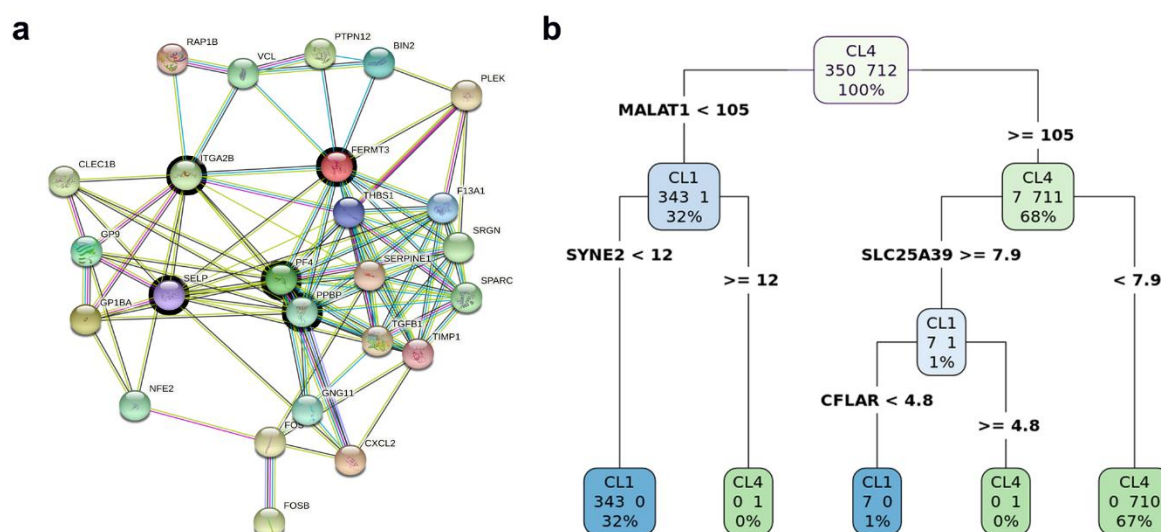 a
RAP1B
VCL
PTPN12
BIN2
PLEK
CLEC1B
ITGA2B
FERMT3
THBS1
F13A1
SRGN
GP9
SELP
PF4
SERPINE1
SPARC
GP1BA
PPBP
TGFB1
TIMP1
NFE2
GNG11
FOS
CXCL2
FOSB
b
CL4
350 712
100%
MALAT1 < 105
>= 105
CL1
343 1
32%
CL4
7 711
68%
SYNE2 < 12
>= 12
SLC25A39 >= 7.9
< 7.9
CL1
7 1
1%
CFLAR < 4.8
>= 4.8
CL1
343 0
32%
CL4
0 1
0%
CL1
7 0
1%
CL4
0 1
0%
CL4
0 710
67%